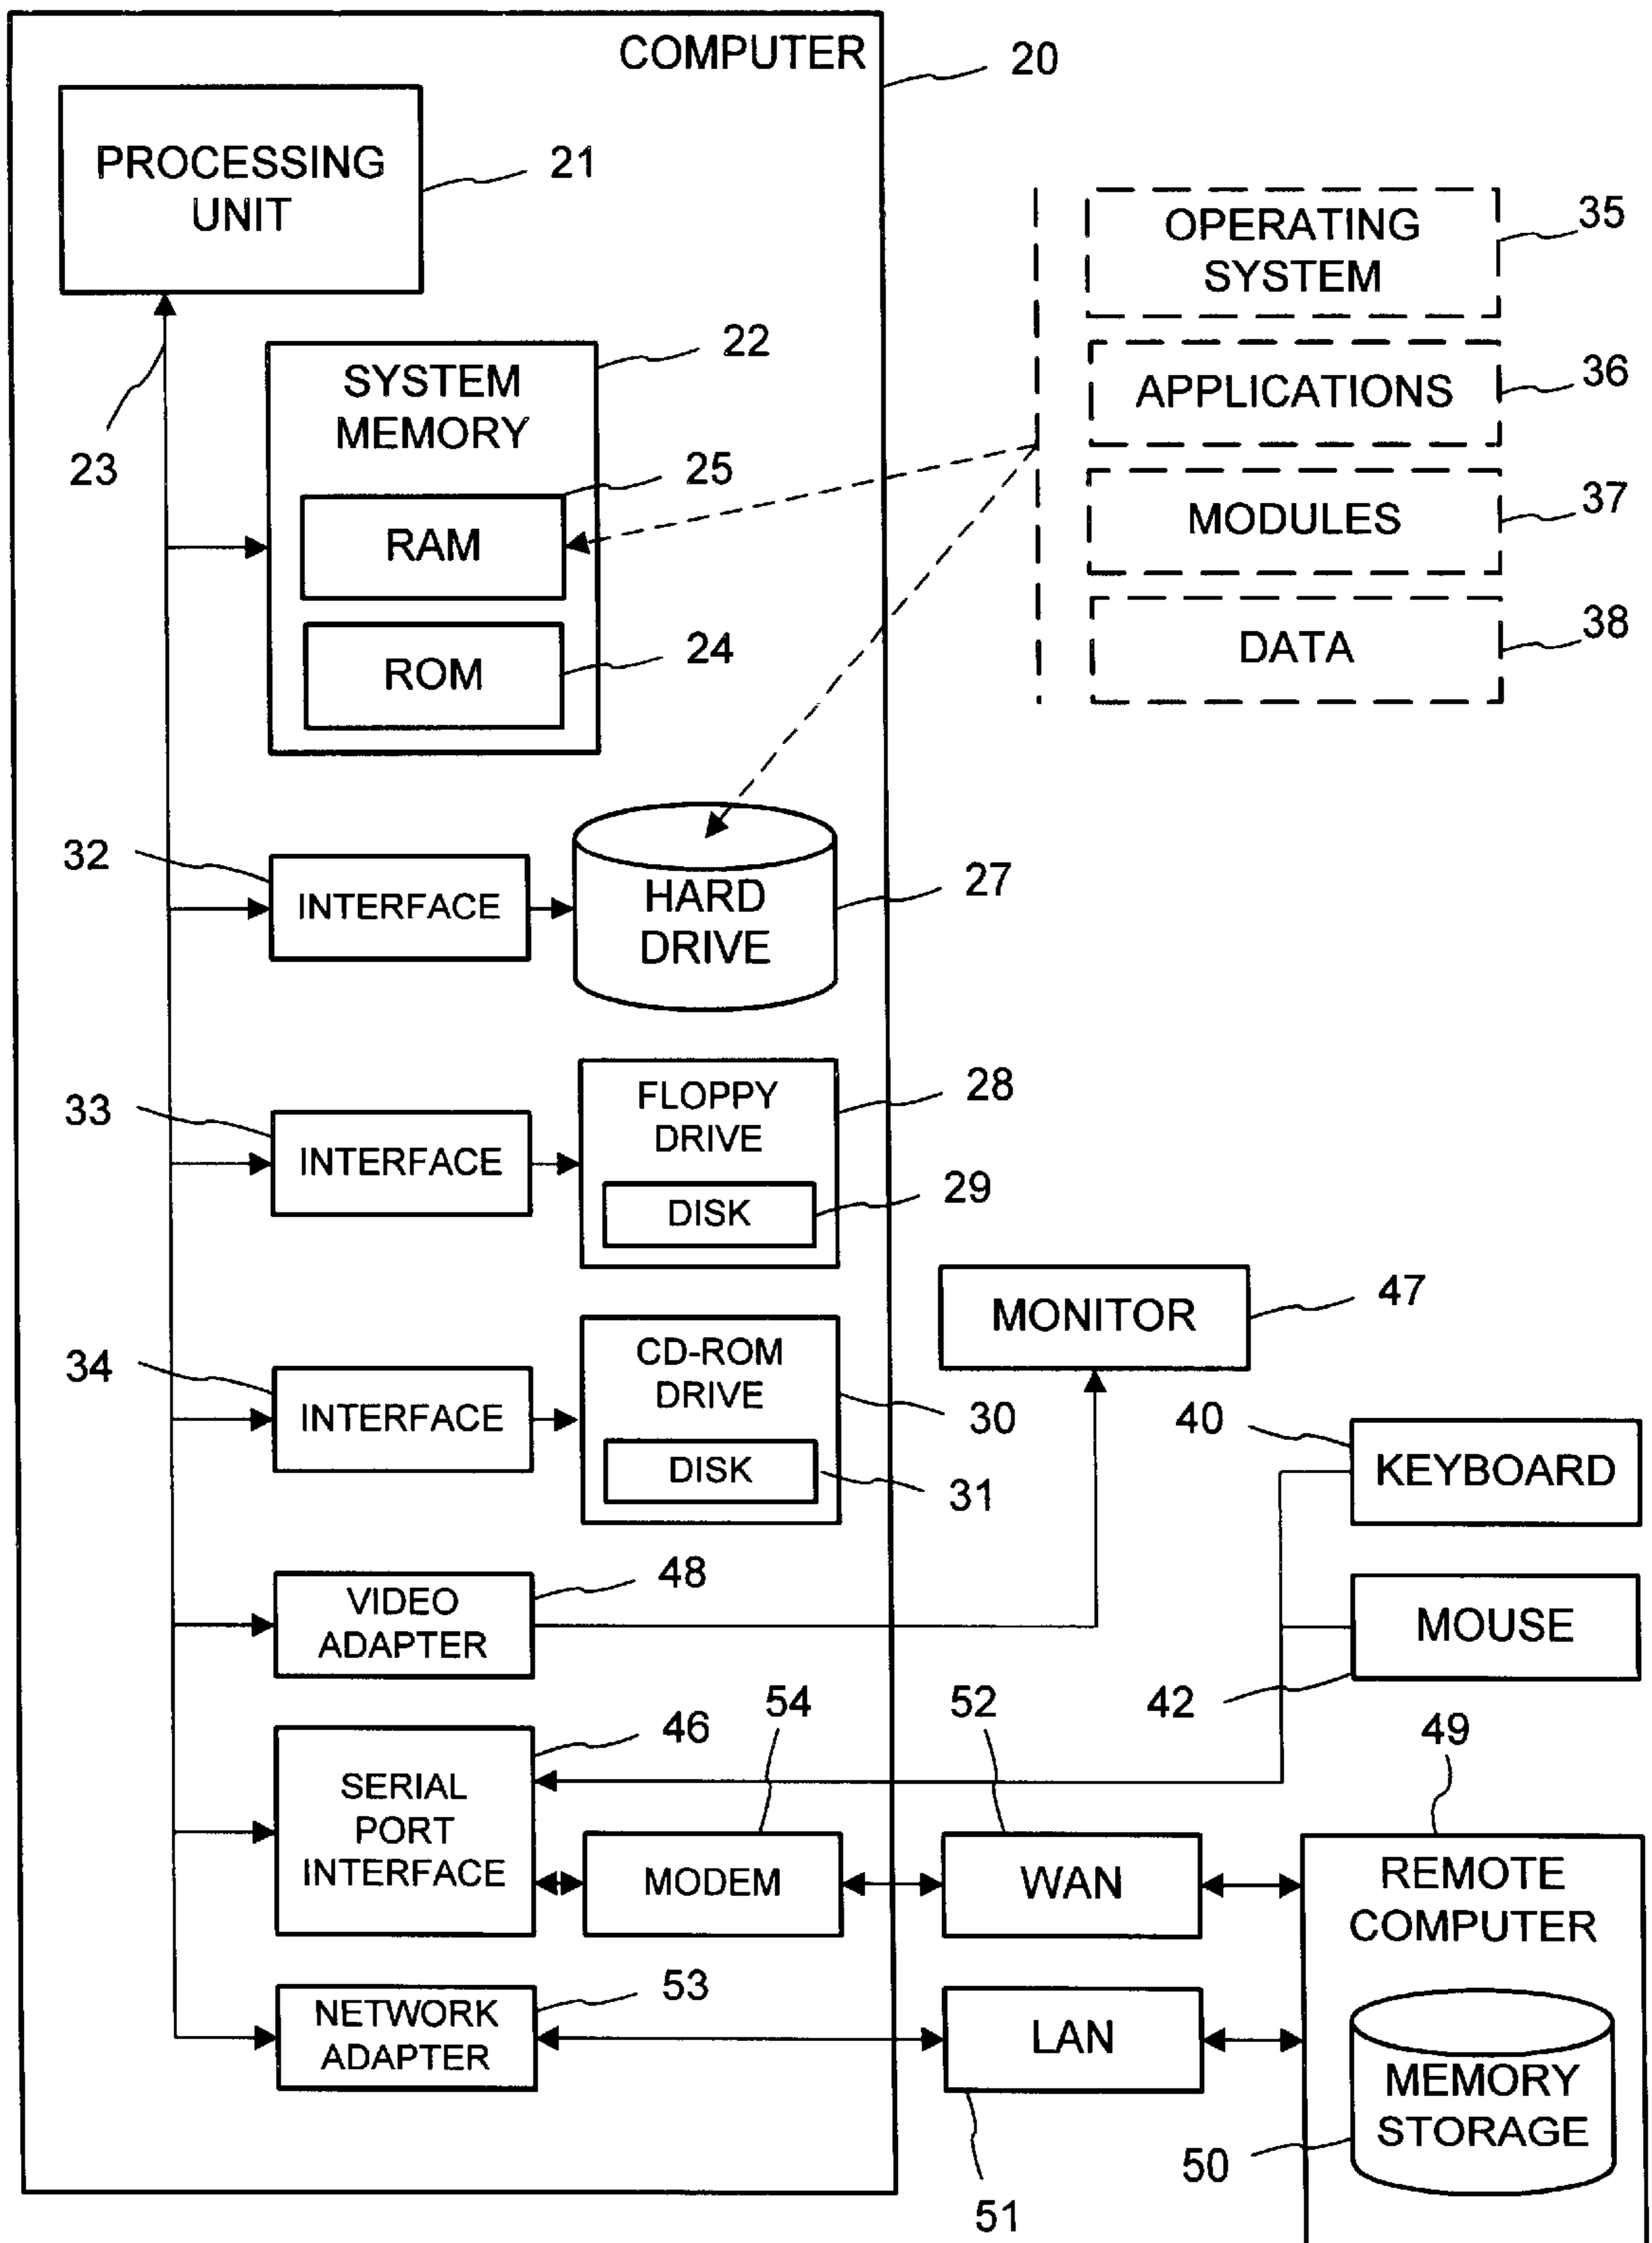 COMPUTER
20
PROCESSING
UNIT
21
23
SYSTEM
MEMORY
22
RAM
25
ROM
24
OPERATING
SYSTEM
35
APPLICATIONS
36
MODULES
37
DATA
38
32
INTERFACE
HARD
DRIVE
27
33
INTERFACE
FLOPPY
DRIVE
28
DISK
29
34
INTERFACE
CD-ROM
DRIVE
30
DISK
31
MONITOR
47
40
KEYBOARD
MOUSE
42
VIDEO
ADAPTER
48
SERIAL
PORT
INTERFACE
46
MODEM
54
WAN
52
REMOTE
COMPUTER
49
NETWORK
ADAPTER
53
LAN
51
MEMORY
STORAGE
50